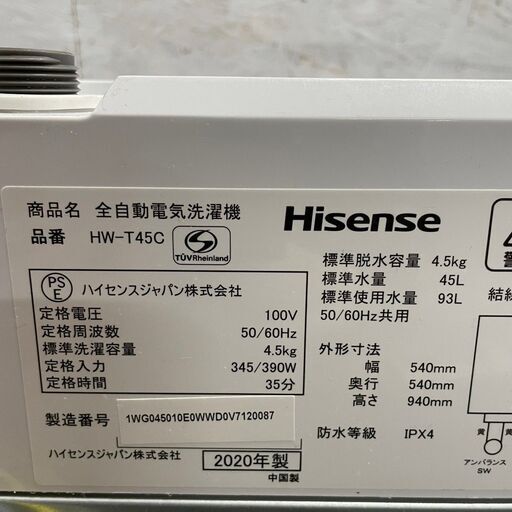 商品名 全自動電気洗濯機
品番 HW-T45C
S
TÜVRheinland
Hisense
PS
E
ハイセンスジャパン株式会社
定格電圧 100V
定格周波数 50/60Hz
標準洗濯容量 4.5kg
定格入力 345/390W
定格時間 35分
製造番号 1WG045010E0WWD0V7120087
ハイセンスジャパン株式会社
2020年製
中国製
標準脱水容量 4.5kg
標準水量 45L
標準使用水量 93L
50/60Hz共用
外形寸法
幅 540mm
奥行 540mm
高さ 940mm
防水等級 IPX4
結線
黄 黄
アンバランス
SW